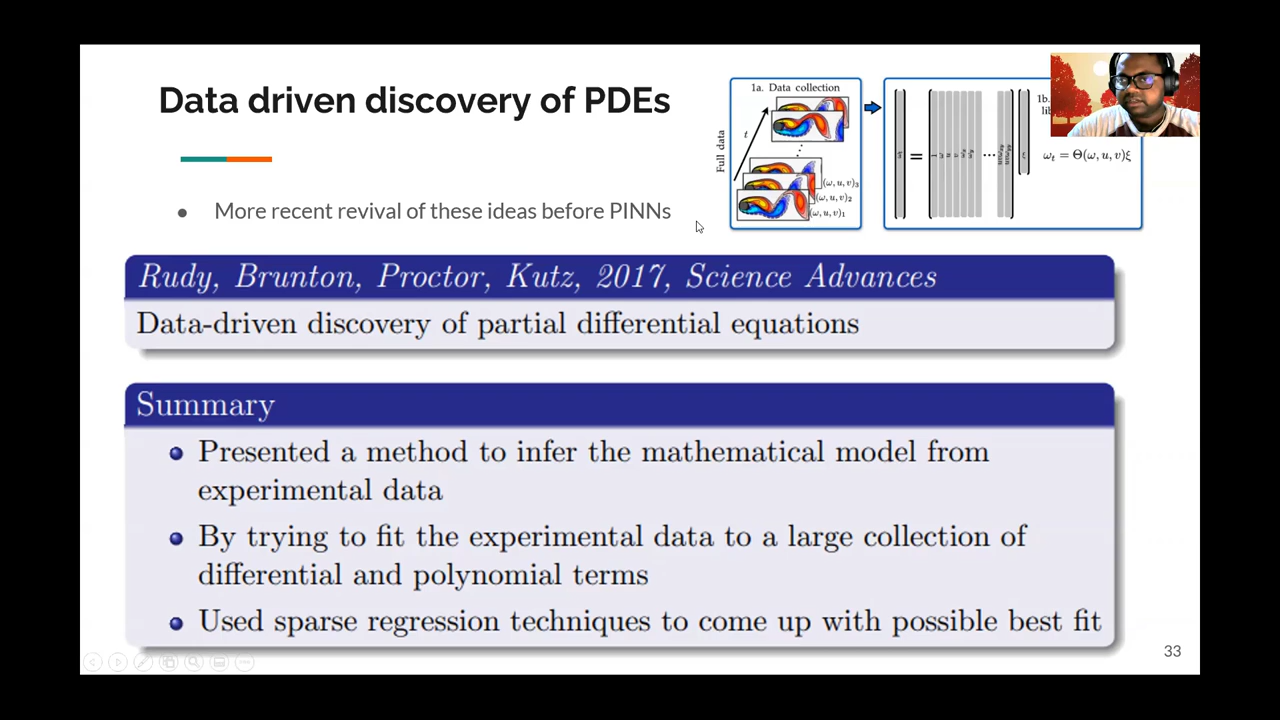 Data driven discovery of PDEs
● More recent revival of these ideas before PINNs
1a. Data collection
Full data
t
(ω, u, v)₃
(ω, u, v)₂
(ω, u, v)₁
1b.
ωₜ = Θ(ω, u, v)ξ
Rudy, Brunton, Proctor, Kutz, 2017, Science Advances
Data-driven discovery of partial differential equations
Summary
Presented a method to infer the mathematical model from
experimental data
By trying to fit the experimental data to a large collection of
differential and polynomial terms
Used sparse regression techniques to come up with possible best fit
33